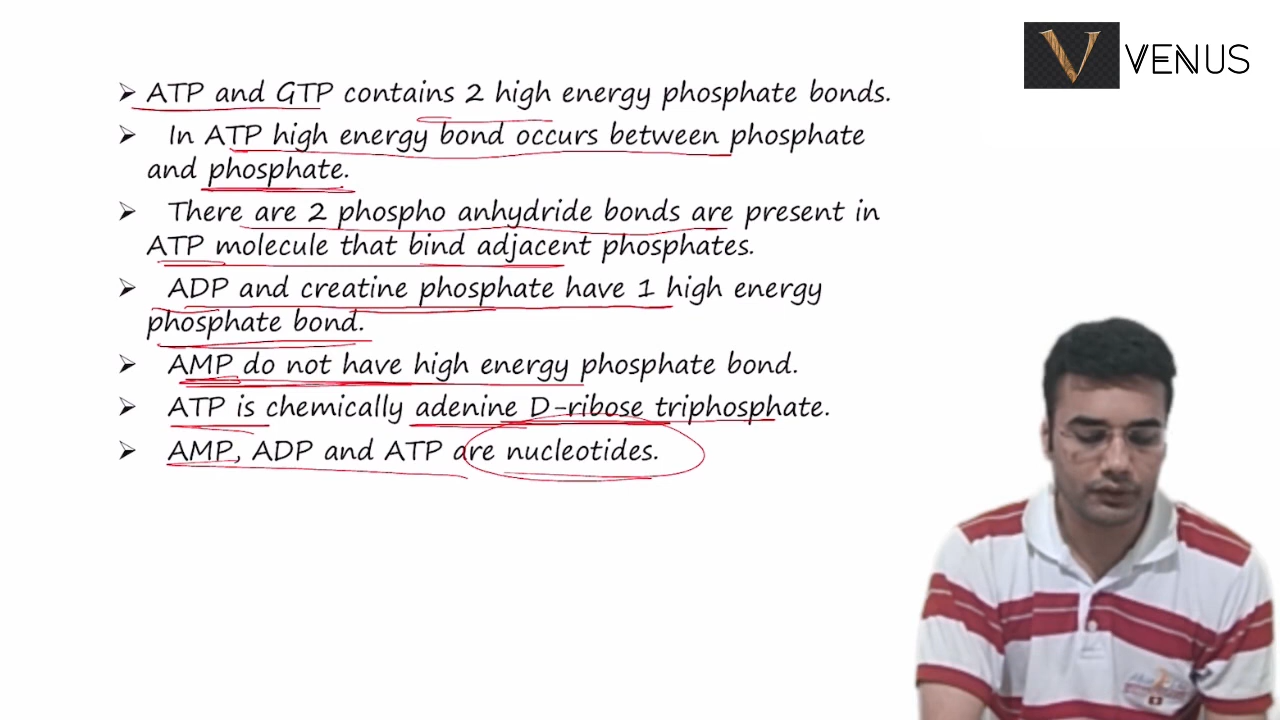 V VENUS
➢ ATP and GTP contains 2 high energy phosphate bonds.
➢ In ATP high energy bond occurs between phosphate
and phosphate.
➢ There are 2 phospho anhydride bonds are present in
ATP molecule that bind adjacent phosphates.
➢ ADP and creatine phosphate have 1 high energy
phosphate bond.
➢ AMP do not have high energy phosphate bond.
➢ ATP is chemically adenine D-ribose triphosphate.
➢ AMP, ADP and ATP are nucleotides.